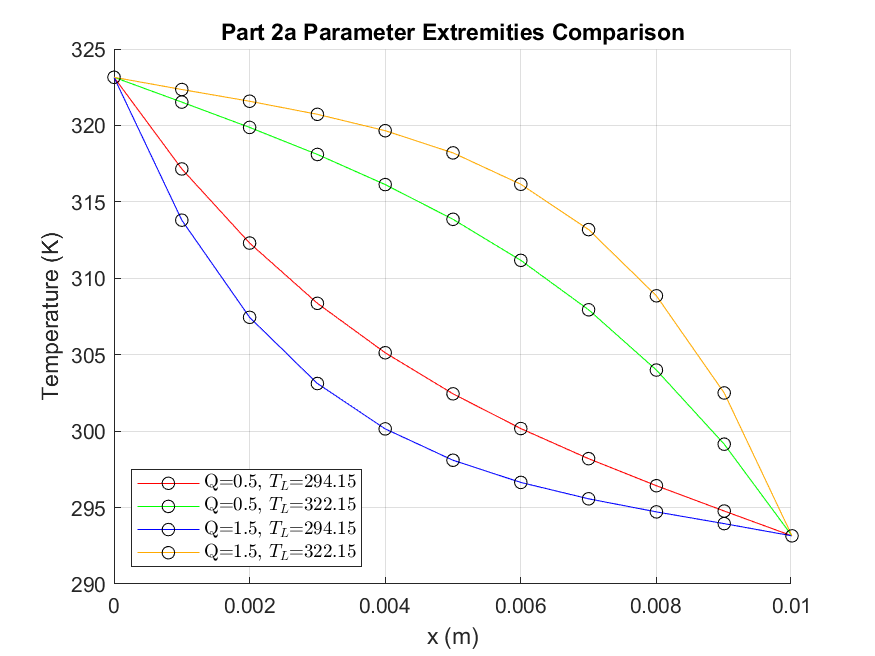 Part 2a Parameter Extremities Comparison
325
320
315
310
305
300
295
290
Temperature (K)
Q=0.5, T_L=294.15
Q=0.5, T_L=322.15
Q=1.5, T_L=294.15
Q=1.5, T_L=322.15
0 0.002 0.004 0.006 0.008 0.01
x (m)